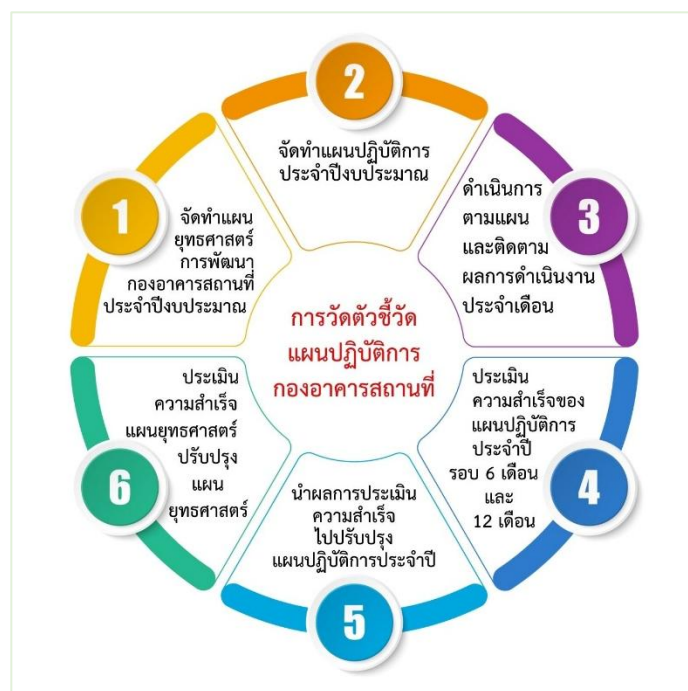 การวัดตัวชี้วัด
แผนปฏิบัติการ
กองอาคารสถานที่
1
จัดทำแผน
ยุทธศาสตร์
การพัฒนา
กองอาคารสถานที่
ประจำปีงบประมาณ
2
จัดทำแผนปฏิบัติการ
ประจำปีงบประมาณ
3
ดำเนินการ
ตามแผน
และติดตาม
ผลการดำเนินงาน
ประจำเดือน
4
ประเมิน
ความสำเร็จของ
แผนปฏิบัติการ
ประจำปี
รอบ 6 เดือน
และ
12 เดือน
5
นำผลการประเมิน
ความสำเร็จ
ไปปรับปรุง
แผนปฏิบัติการประจำปี
6
ประเมิน
ความสำเร็จ
แผนยุทธศาสตร์
ปรับปรุง
แผน
ยุทธศาสตร์